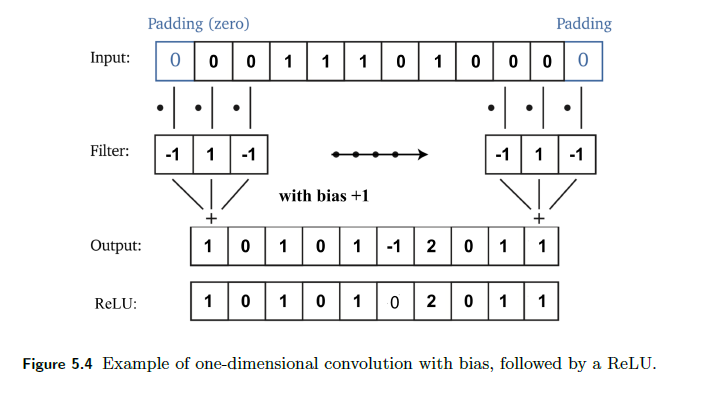 Padding (zero) Padding
Input: 0 0 0 1 1 1 0 1 0 0 0 0
Filter: -1 1 -1 -1 1 -1
with bias +1
+ +
Output: 1 0 1 0 1 -1 2 0 1 1
ReLU: 1 0 1 0 1 0 2 0 1 1
Figure 5.4 Example of one-dimensional convolution with bias, followed by a ReLU.